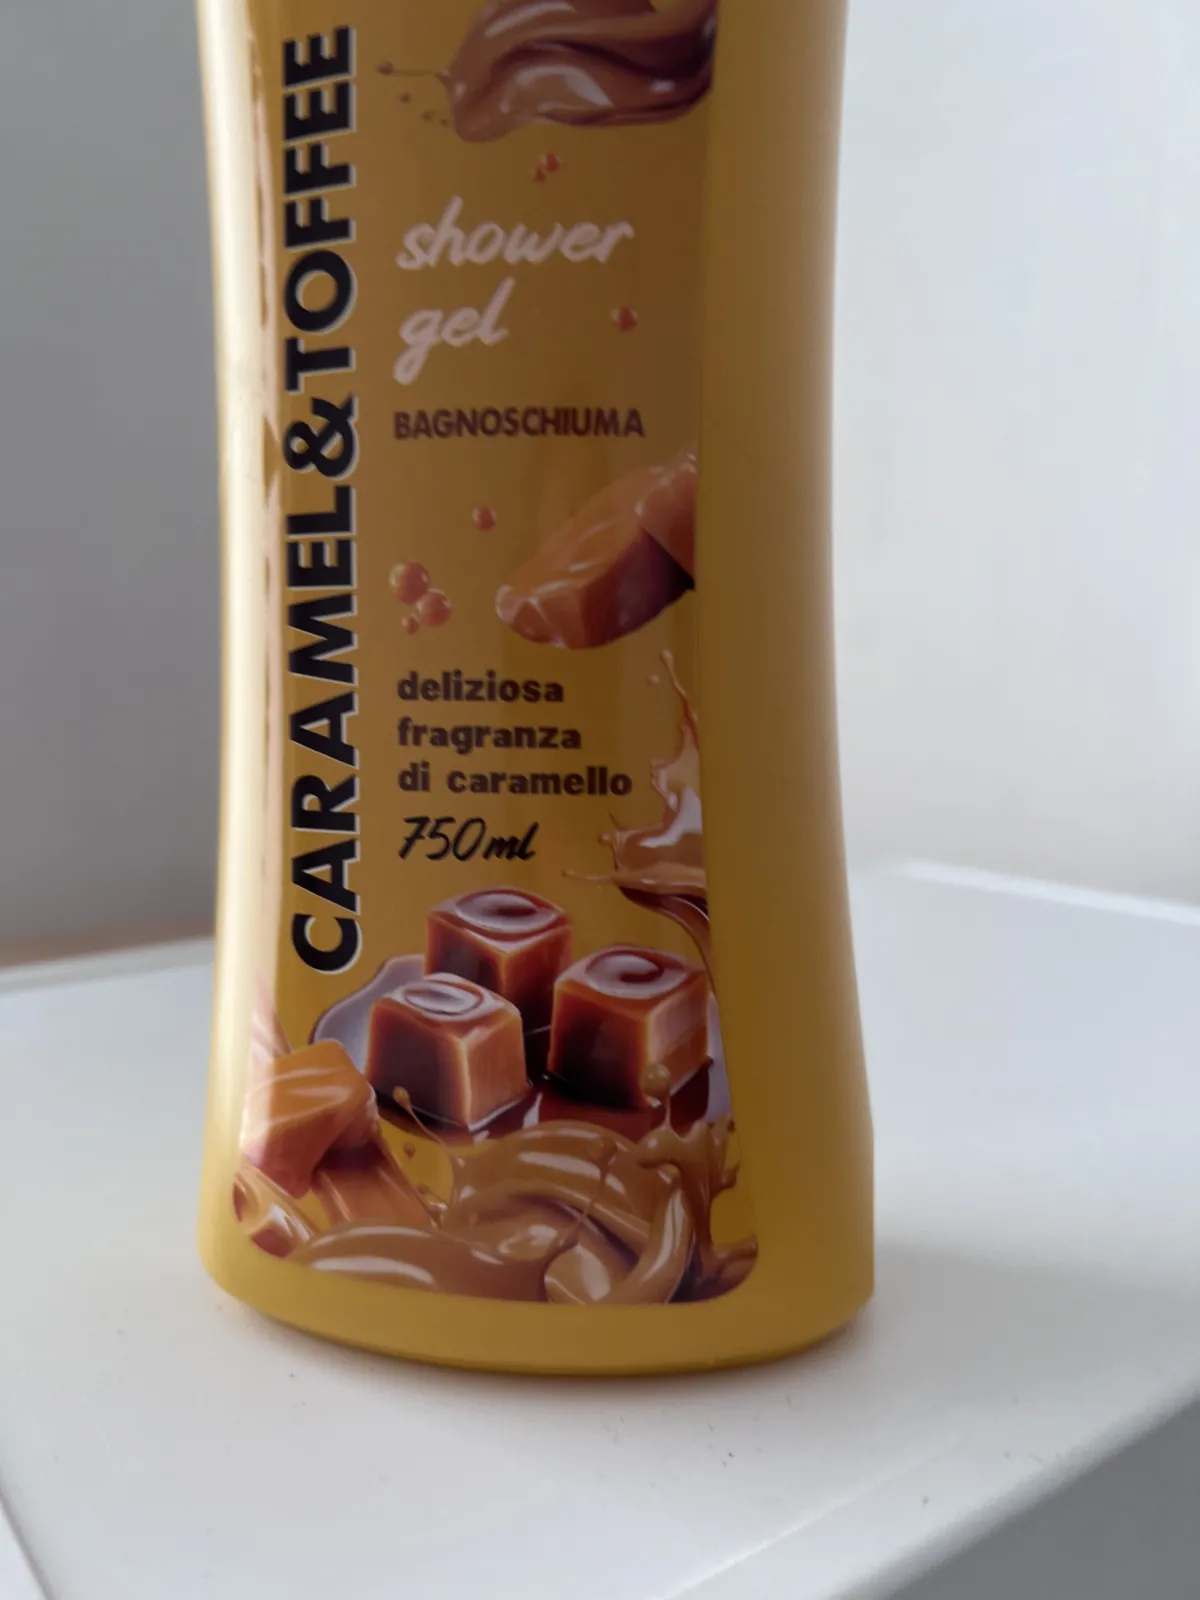 CARAMEL&TOFFEE
shower
gel
BAGNOSCHIUMA
deliziosa
fragranza
di caramello
750ml